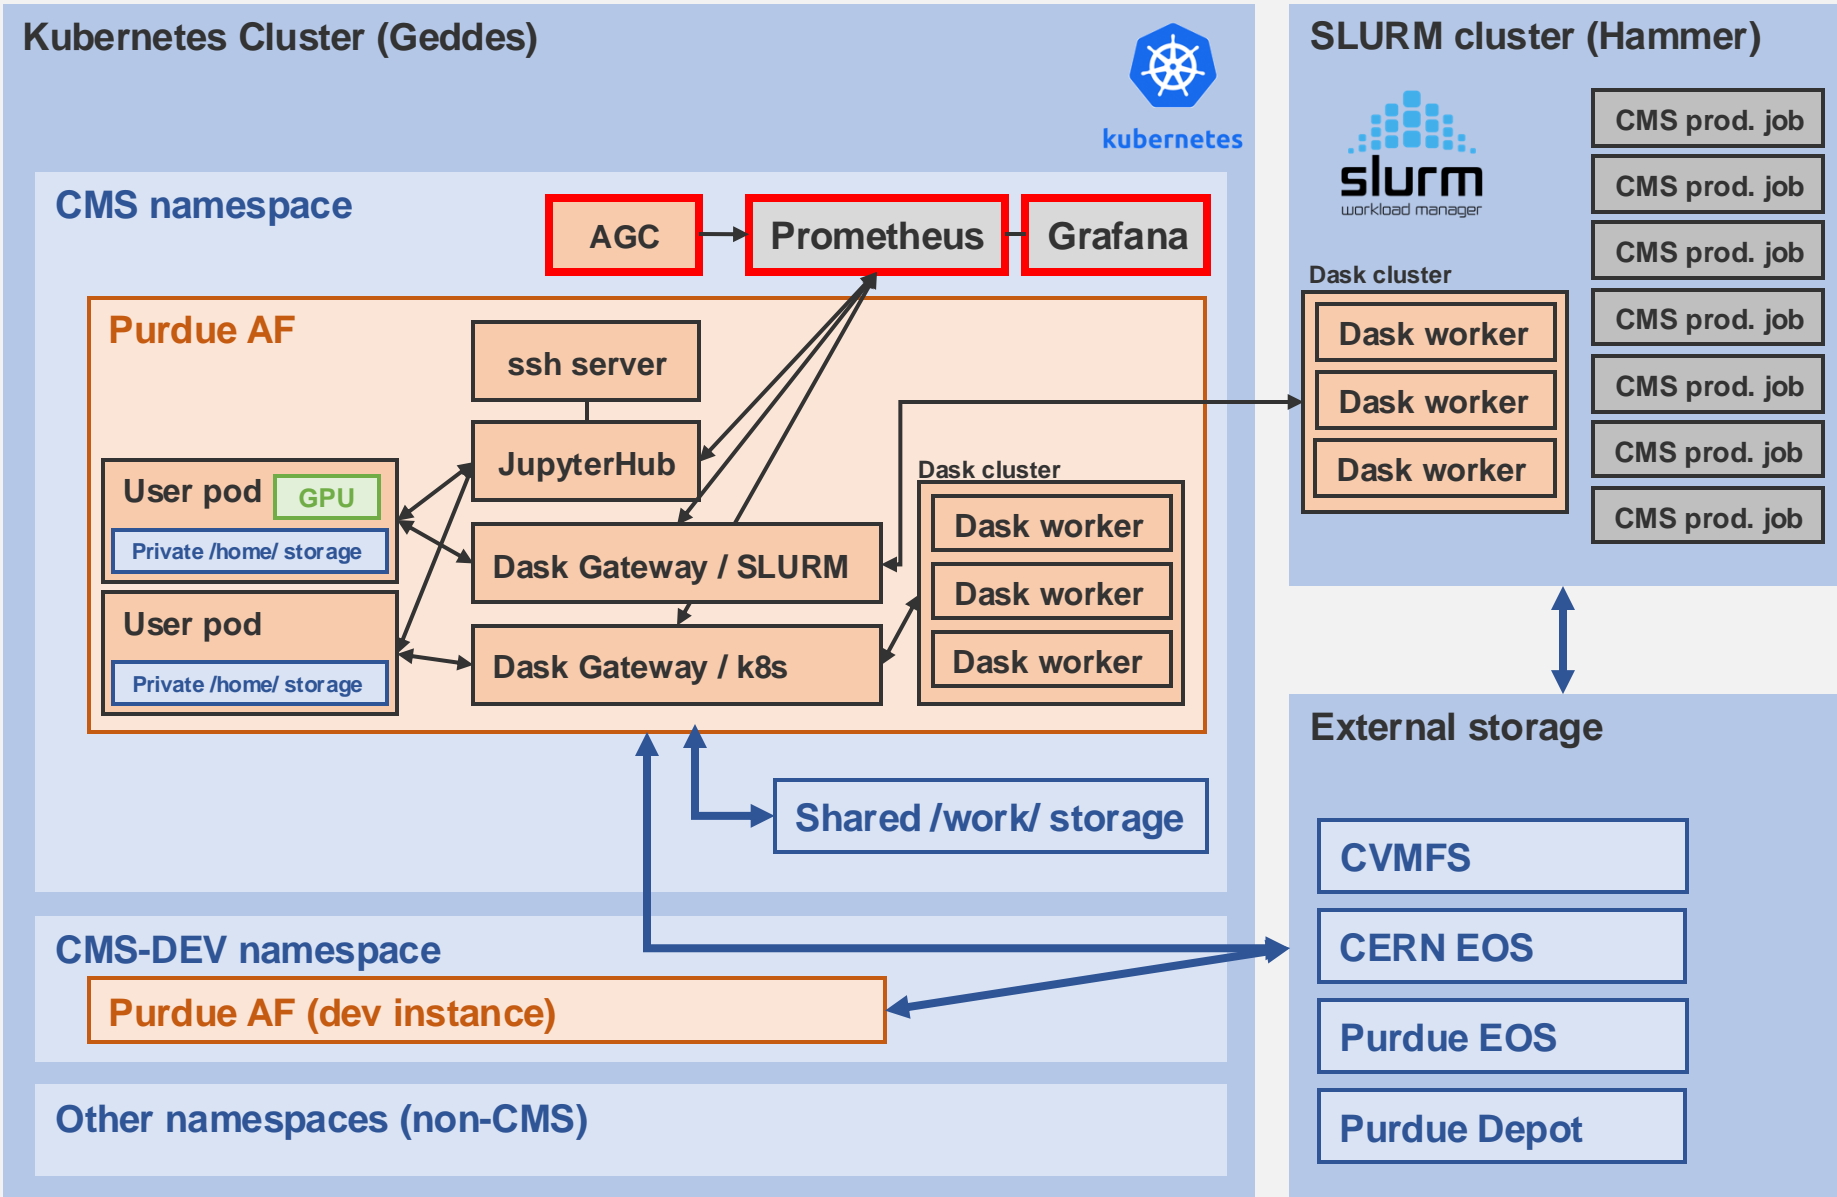 Kubernetes Cluster (Geddes)
kubernetes
CMS namespace
AGC
Prometheus
Grafana
Purdue AF
ssh server
JupyterHub
User pod
GPU
Private /home/ storage
User pod
Private /home/ storage
Dask Gateway / SLURM
Dask Gateway / k8s
Dask cluster
Dask worker
Dask worker
Dask worker
Shared /work/ storage
CMS-DEV namespace
Purdue AF (dev instance)
Other namespaces (non-CMS)
SLURM cluster (Hammer)
slurm
workload manager
Dask cluster
Dask worker
Dask worker
Dask worker
CMS prod. job
CMS prod. job
CMS prod. job
CMS prod. job
CMS prod. job
CMS prod. job
CMS prod. job
External storage
CVMFS
CERN EOS
Purdue EOS
Purdue Depot